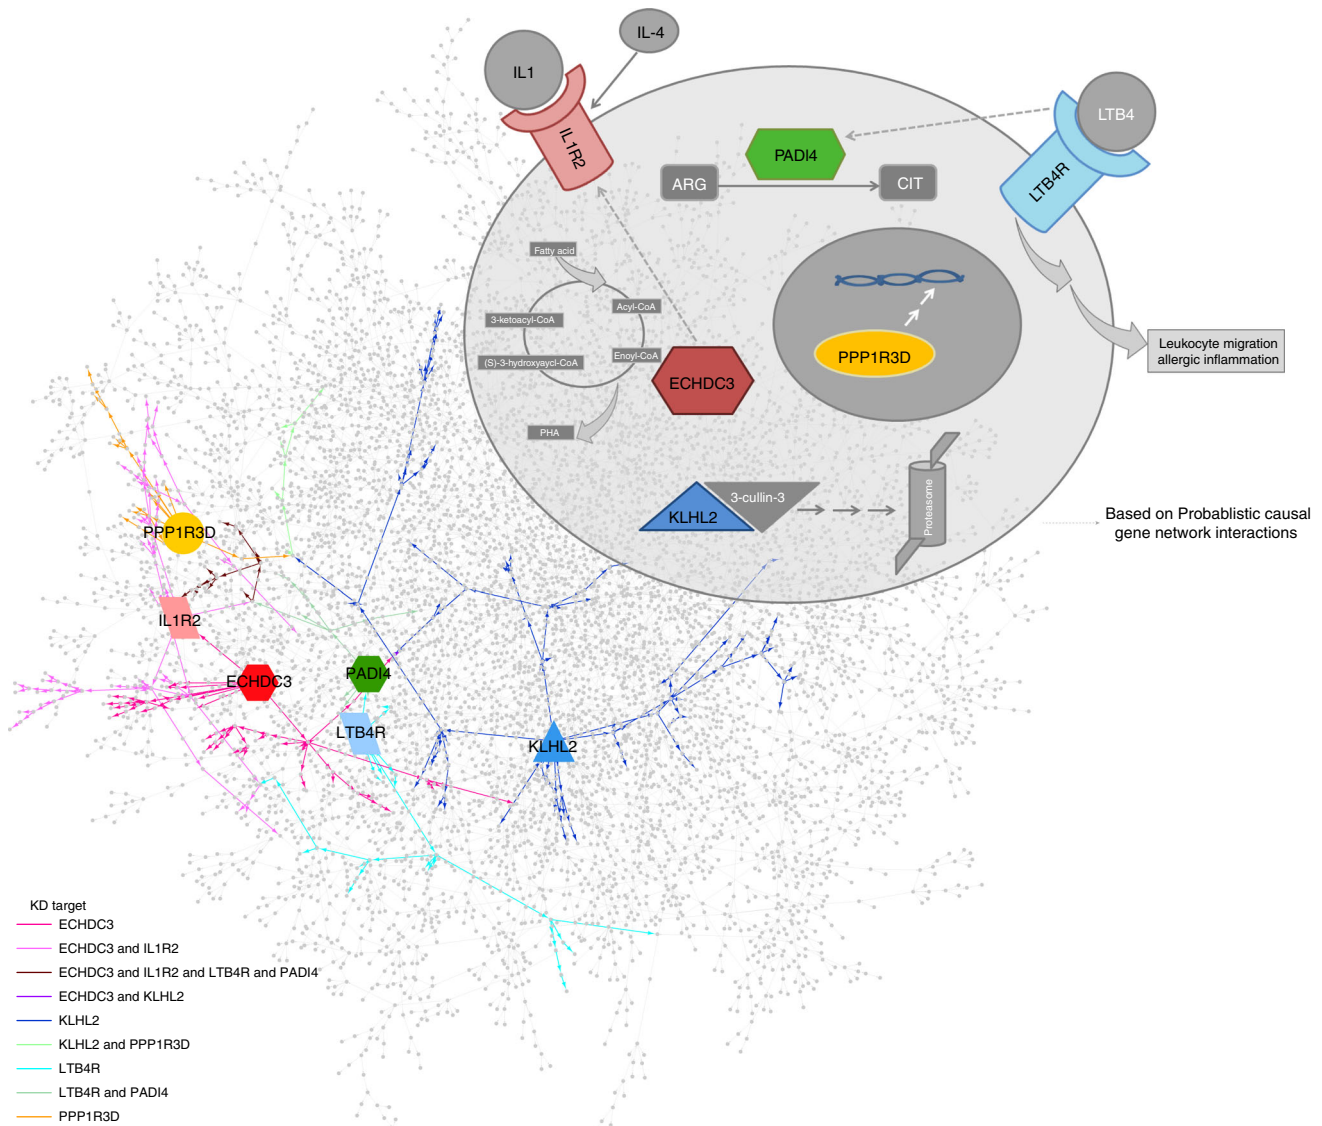 IL-4
IL1
IL1R2
LTB4
LTB4R
PADI4
ARG
CIT
Fatty acid
Acyl-CoA
3-ketoacyl-CoA
Enoyl-CoA
(S)-3-hydroxyaycl-CoA
PHA
ECHDC3
PPP1R3D
Leukocyte migration
allergic inflammation
KLHL2
3-cullin-3
Proteasome
Based on Probablistic causal
gene network interactions
PPP1R3D
IL1R2
ECHDC3
PADI4
LTB4R
KLHL2
KD target
ECHDC3
ECHDC3 and IL1R2
ECHDC3 and IL1R2 and LTB4R and PADI4
ECHDC3 and KLHL2
KLHL2
KLHL2 and PPP1R3D
LTB4R
LTB4R and PADI4
PPP1R3D